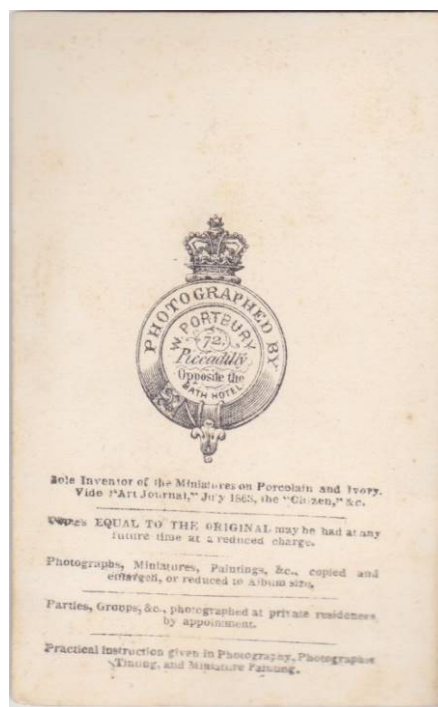 PHOTOGRAPHED BY
W. PORTBURY
72.
Piccadilly
Opposite the
BATH HOTEL
Sole Inventor of the Miniatures on Porcelain and Ivory.
Vide "Art Journal," July 1863, the "Citizen," &c.
Copies EQUAL TO THE ORIGINAL may be had at any
future time at a reduced charge.
Photographs, Miniatures, Paintings, &c., copied and
enlarged, or reduced to Album size.
Parties, Groups, &c., photographed at private residences
by appointment.
Practical Instruction given in Photography, Photographic
Tinting, and Miniature Painting.